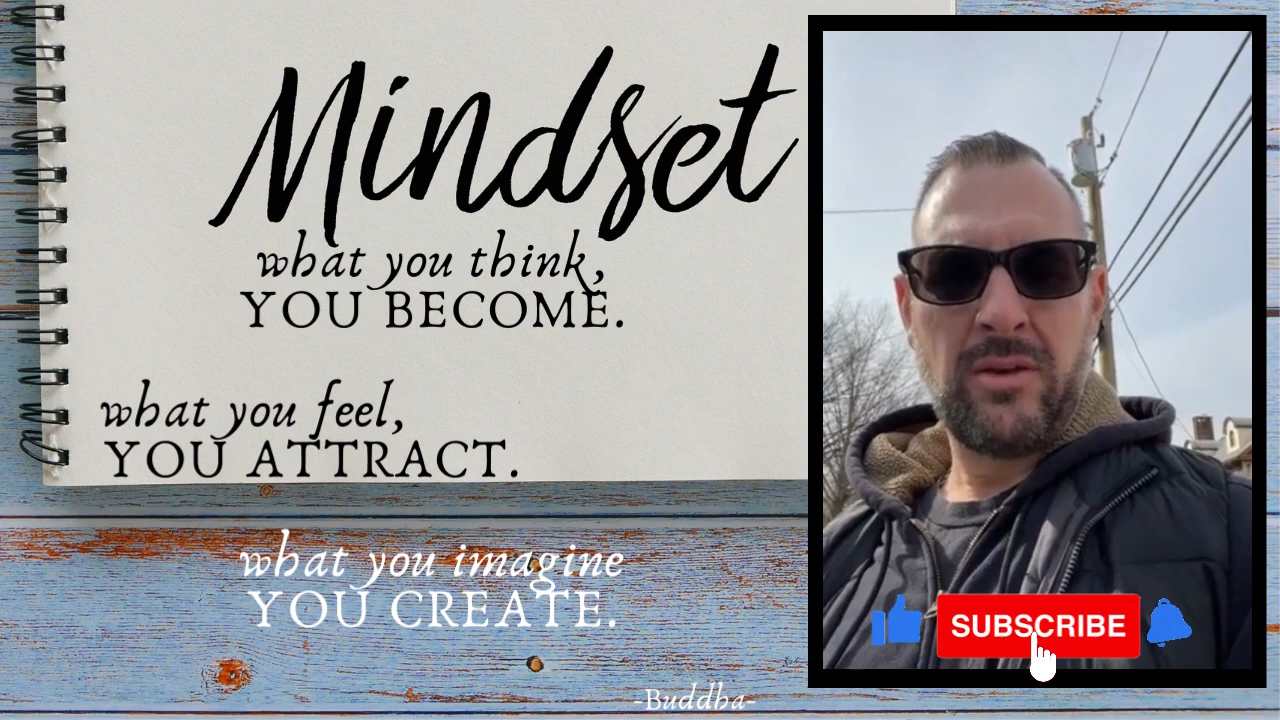 Mindset
what you think,
YOU BECOME.
what you feel,
YOU ATTRACT.
what you imagine
YOU CREATE.
-Buddha-
SUBSCRIBE